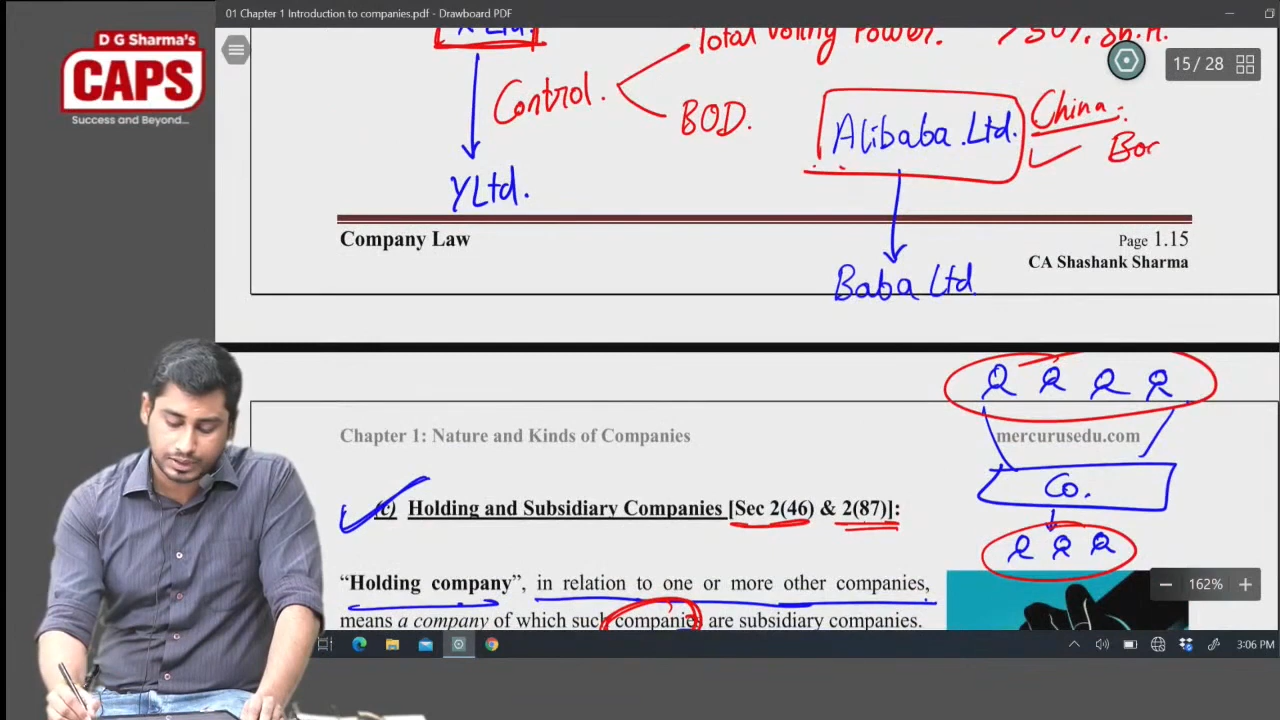 01 Chapter 1 Introduction to companies.pdf - Drawboard PDF
D G Sharma's
CAPS
Success and Beyond...
15 / 28
X Ltd.
Total Voting Power. >50% Sh.H.
Control.
BOD.
Alibaba Ltd.
China
Bor
Y Ltd.
Company Law
Page 1.15
CA Shashank Sharma
Baba Ltd
Chapter 1: Nature and Kinds of Companies
mercurusedu.com
(c) Holding and Subsidiary Companies [Sec 2(46) & 2(87)]:
Co.
"Holding company", in relation to one or more other companies,
means a company of which such companies are subsidiary companies.
162%
3:06 PM